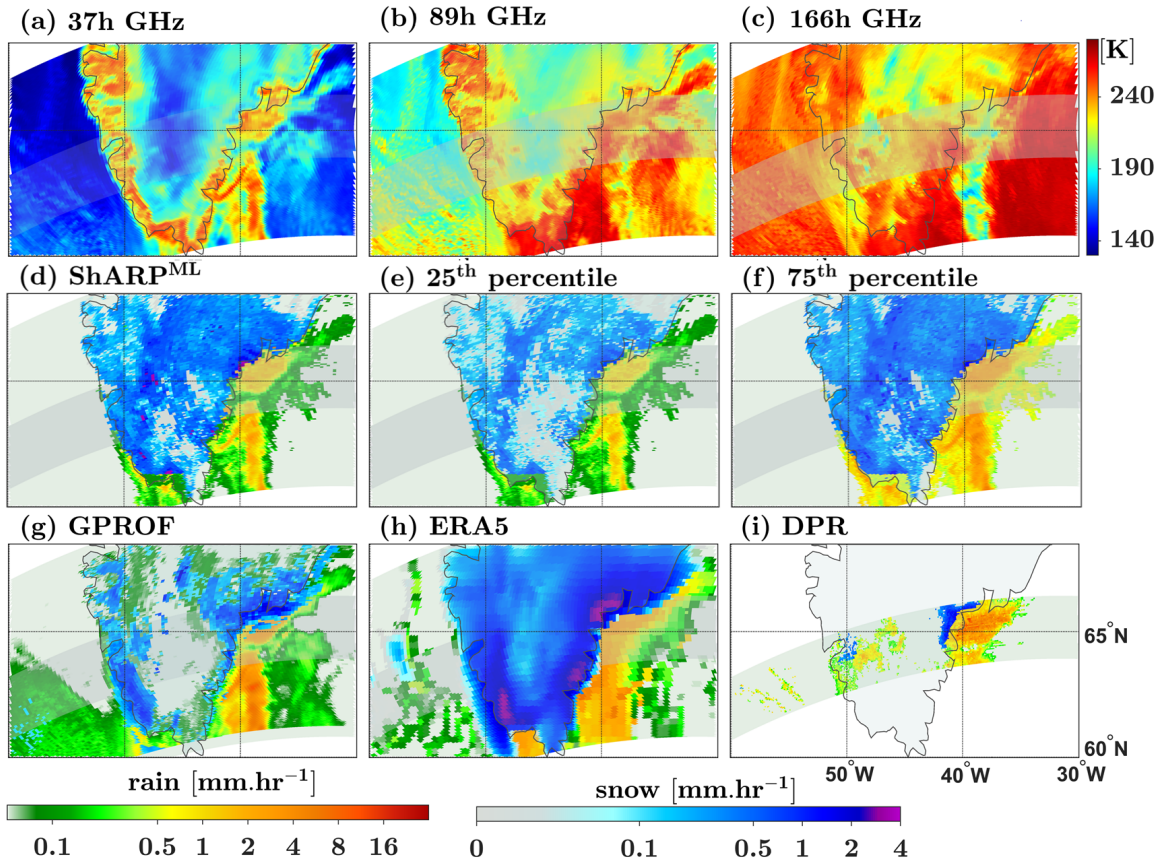 (a) 37h GHz
(b) 89h GHz
(c) 166h GHz
[K]
240
190
140
(d) ShARP^ML
(e) 25^th percentile
(f) 75^th percentile
(g) GPROF
(h) ERA5
(i) DPR
65°N
60°N
50°W 40°W 30°W
rain [mm.hr⁻¹]
0.1 0.5 1 2 4 8 16
snow [mm.hr⁻¹]
0 0.1 0.5 1 2 4